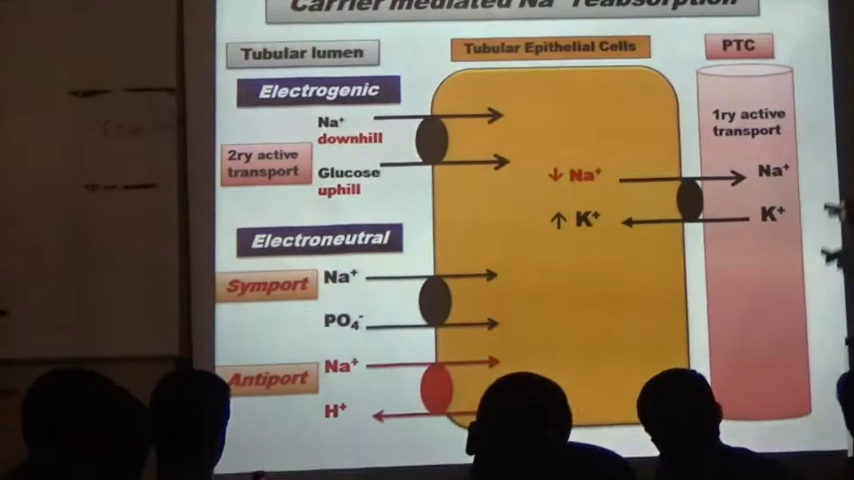 Carrier mediated Na⁺ reabsorption
Tubular lumen
Tubular Epithelial Cells
PTC
Electrogenic
Na⁺
downhill
2ry active
transport
Glucose
uphill
1ry active
transport
↓ Na⁺
Na⁺
↑ K⁺
K⁺
Electroneutral
Symport
Na⁺
PO₄⁻
Antiport
Na⁺
H⁺